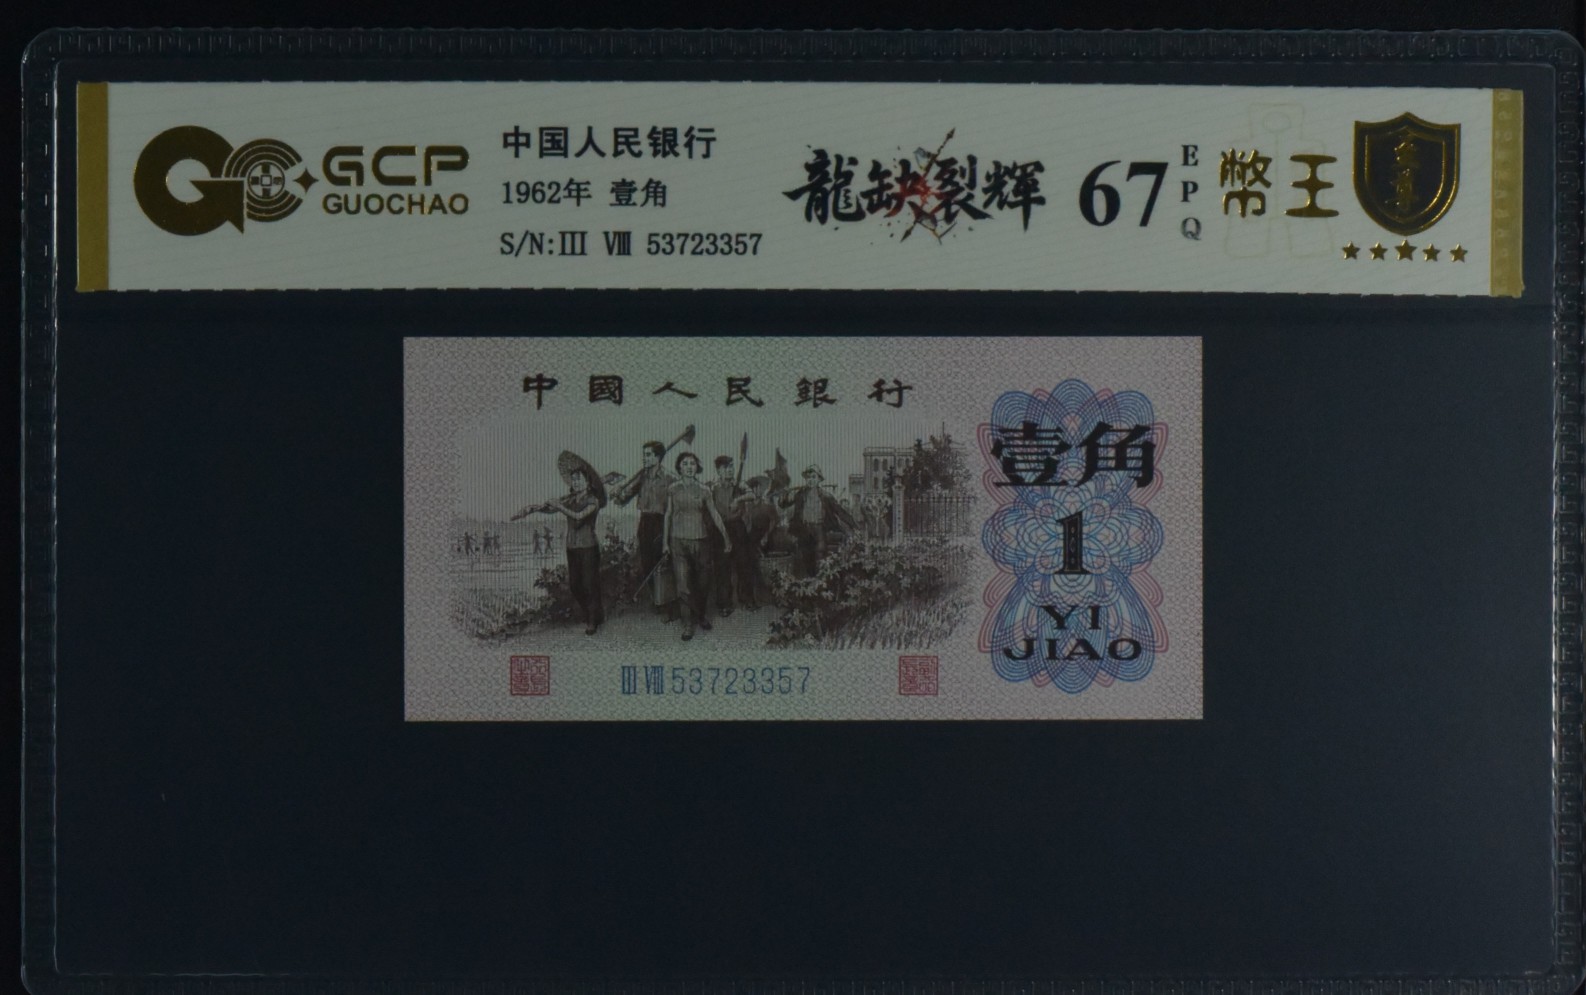 GCP
GUOCHAO
中国人民银行
1962年 壹角
S/N:III VIII 53723357
龍缺裂輝
67
EPQ
幣王
中國人民銀行
壹角
1
YI
JIAO
III VIII 53723357